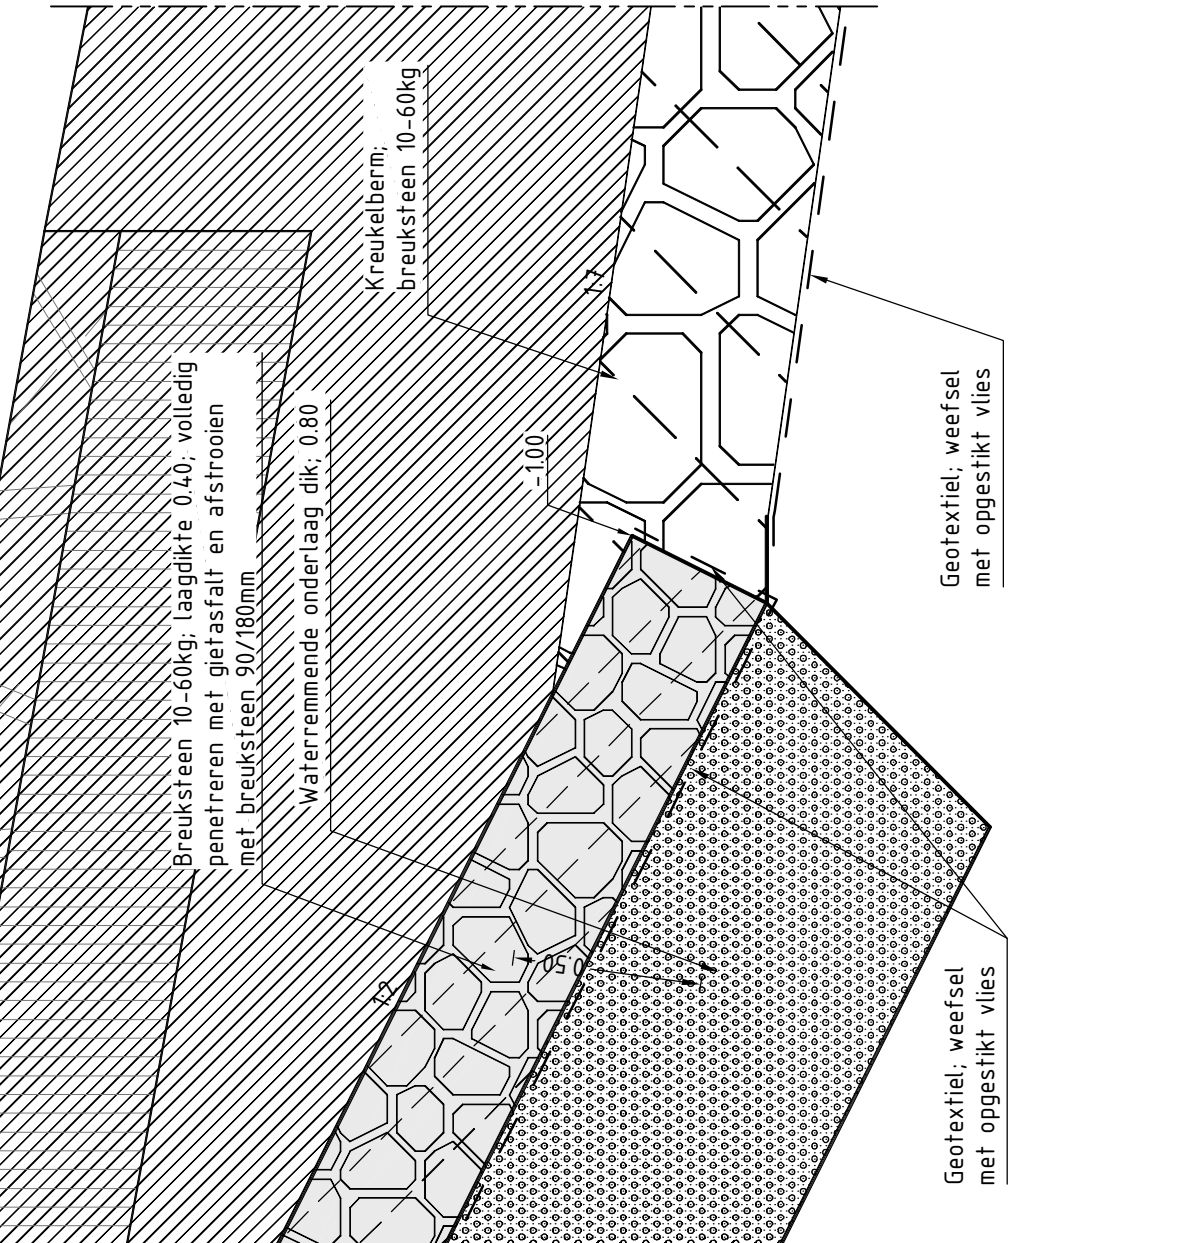 Breuksteen 10-60kg; laagdikte 0.40; volledig
penetreren met gietasfalt en afstrooien
met breuksteen 90/180mm
Waterremmende onderlaag dik; 0.80
Kreukelberm;
breuksteen 10-60kg
-1.00
1:7
1:2
0.50
Geotextiel; weefsel
met opgestikt vlies
Geotextiel; weefsel
met opgestikt vlies